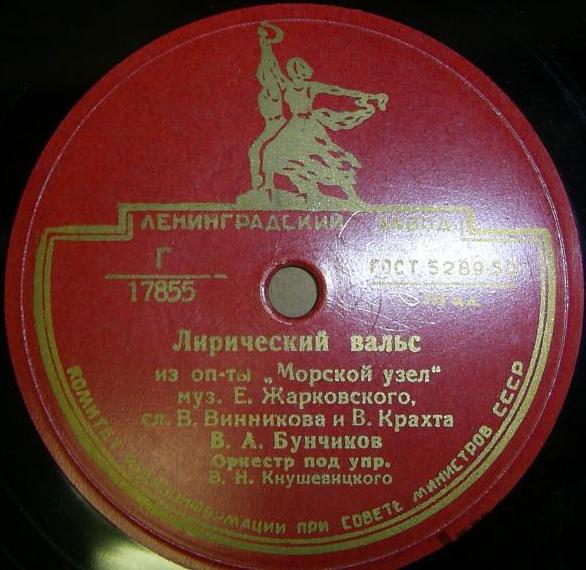 ЛЕНИНГРАДСКИЙ ЗАВОД
Г
17855
ГОСТ 5289-50
Лирический вальс
из оп-ты „Морской узел"
муз. Е. Жарковского,
сл. В. Винникова и В. Крахта
В. А. Бунчиков
Оркестр под упр.
В. Н. Кнушевицкого
КОМИТЕТ РАДИОИНФОРМАЦИИ ПРИ СОВЕТЕ МИНИСТРОВ СССР